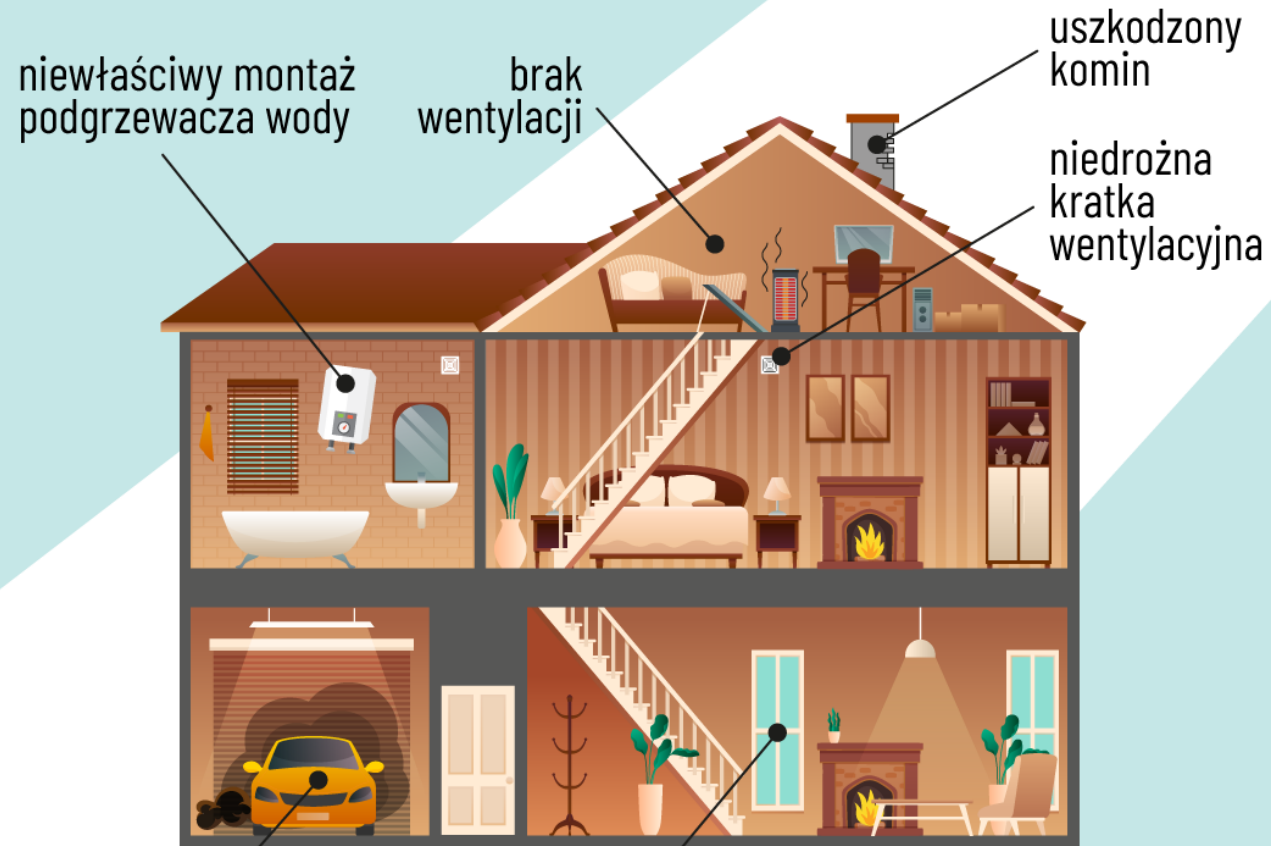 niewłaściwy montaż
podgrzewacza wody
brak
wentylacji
uszkodzony
komin
niedrożna
kratka
wentylacyjna